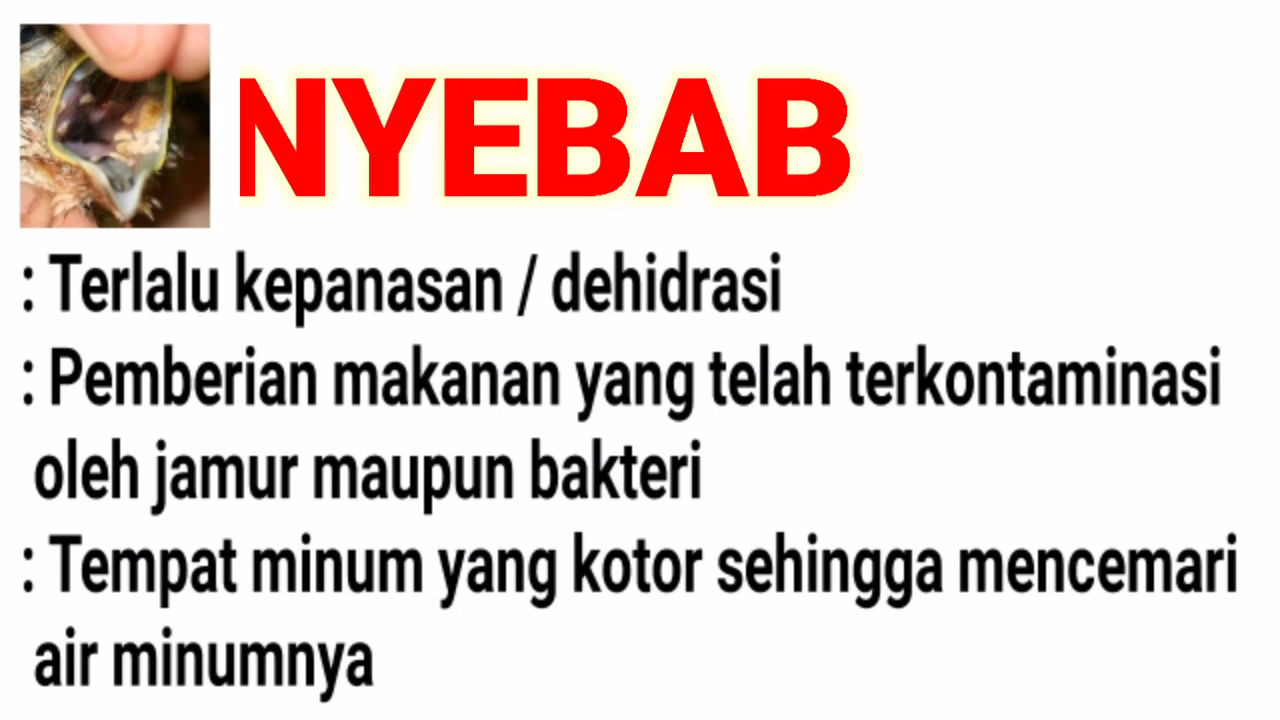 NYEBAB
: Terlalu kepanasan / dehidrasi
: Pemberian makanan yang telah terkontaminasi
oleh jamur maupun bakteri
: Tempat minum yang kotor sehingga mencemari
air minumnya